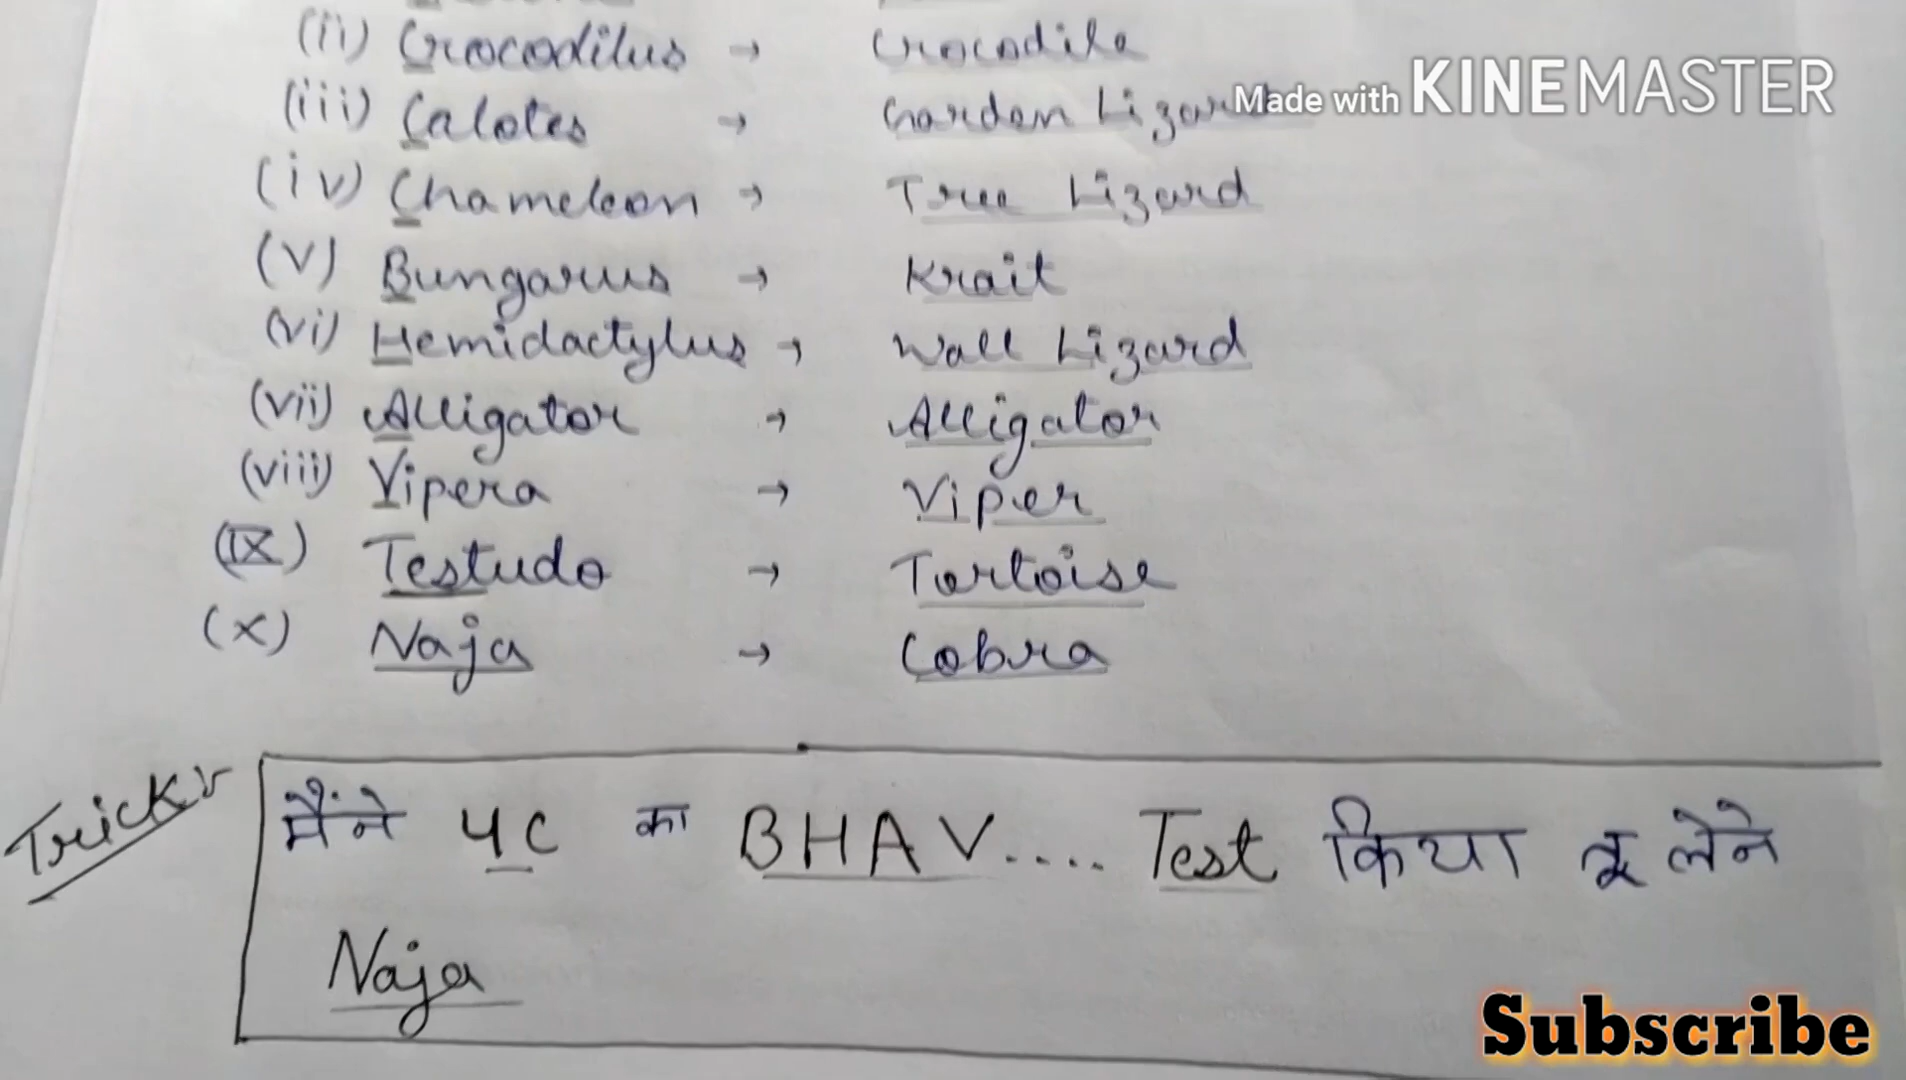 (ii) Crocodilus → Crocodile
(iii) Calotes → Garden Lizard
Made with KINEMASTER
(iv) Chameleon → Tree Lizard
(v) Bungarus → Krait
(vi) Hemidactylus → Wall Lizard
(vii) Alligator → Alligator
(viii) Vipera → Viper
(IX) Testudo → Tortoise
(x) Naja → Cobra
Trick:
मैंने 4C का BHAV.... Test किया तू लेने
Naja
Subscribe